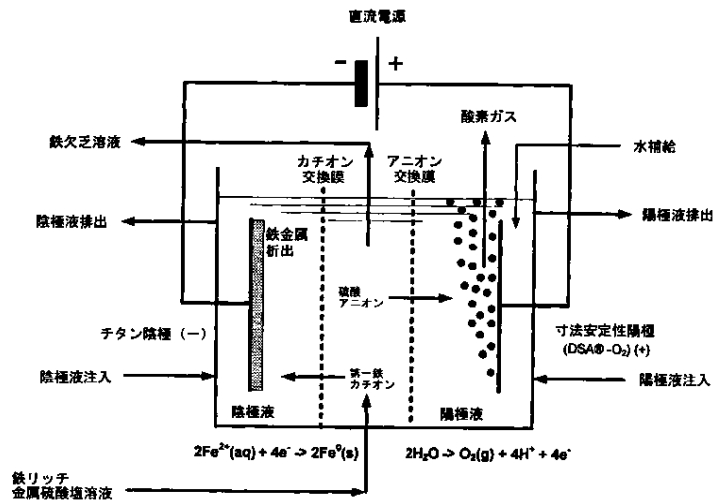 直流電源
- +
酸素ガス
鉄欠乏溶液
カチオン
交換膜
アニオン
交換膜
水補給
陰極液排出
陽極液排出
鉄金属
析出
硫酸
アニオン
チタン陰極 (-)
寸法安定性陽極
(DSA®-O₂) (+)
陰極液注入
第一鉄
カチオン
陽極液注入
陰極液
陽極液
2Fe²⁺(aq) + 4e⁻ -> 2Fe⁰(s)
2H₂O -> O₂(g) + 4H⁺ + 4e⁻
鉄リッチ
金属硫酸塩溶液